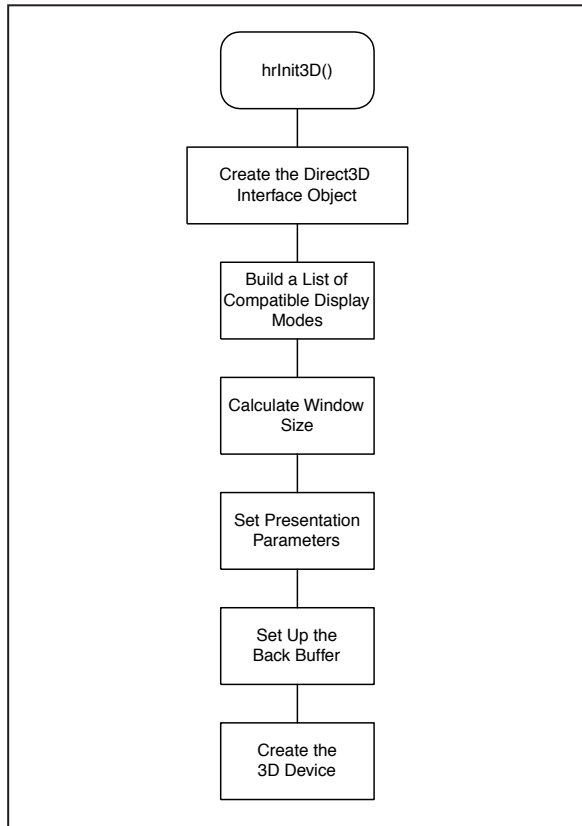 hrInit3D()
Create the Direct3D
Interface Object
Build a List of
Compatible Display
Modes
Calculate Window
Size
Set Presentation
Parameters
Set Up the
Back Buffer
Create the
3D Device